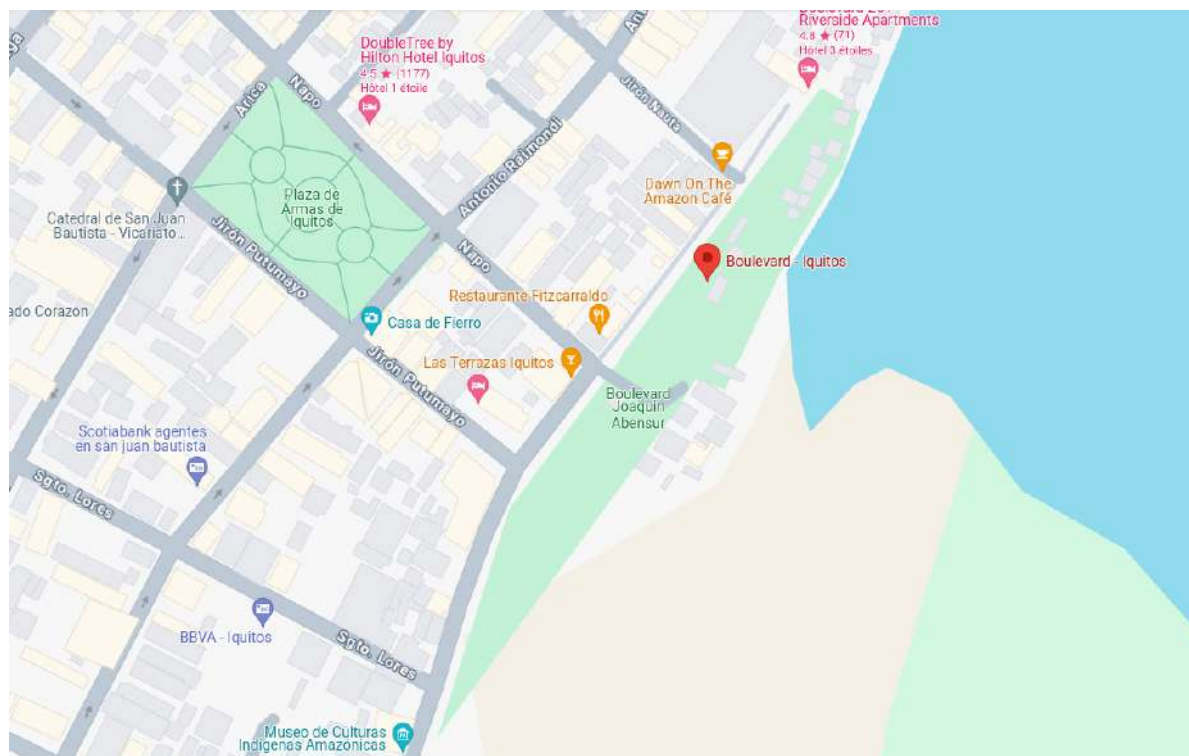 Riverside Apartments
4.8 ★ (71)
Hôtel 3 étoiles
DoubleTree by
Hilton Hotel Iquitos
4.5 ★ (1177)
Hôtel 1 étoile
Arica
Napo
Antonio Raimondi
Jirón Nauta
Dawn On The
Amazon Café
Plaza de
Armas de
Iquitos
Catedral de San Juan
Bautista - Vicariato...
Jirón Putumayo
Napo
Boulevard - Iquitos
Restaurante Fitzcarraldo
ado Corazon
Casa de Fierro
Las Terrazas Iquitos
Jirón Putumayo
Boulevard
Joaquin
Abensur
Scotiabank agentes
en san juan bautista
Sgto. Lores
BBVA - Iquitos
Sgto. Lores
Museo de Culturas
Indígenas Amazónicas